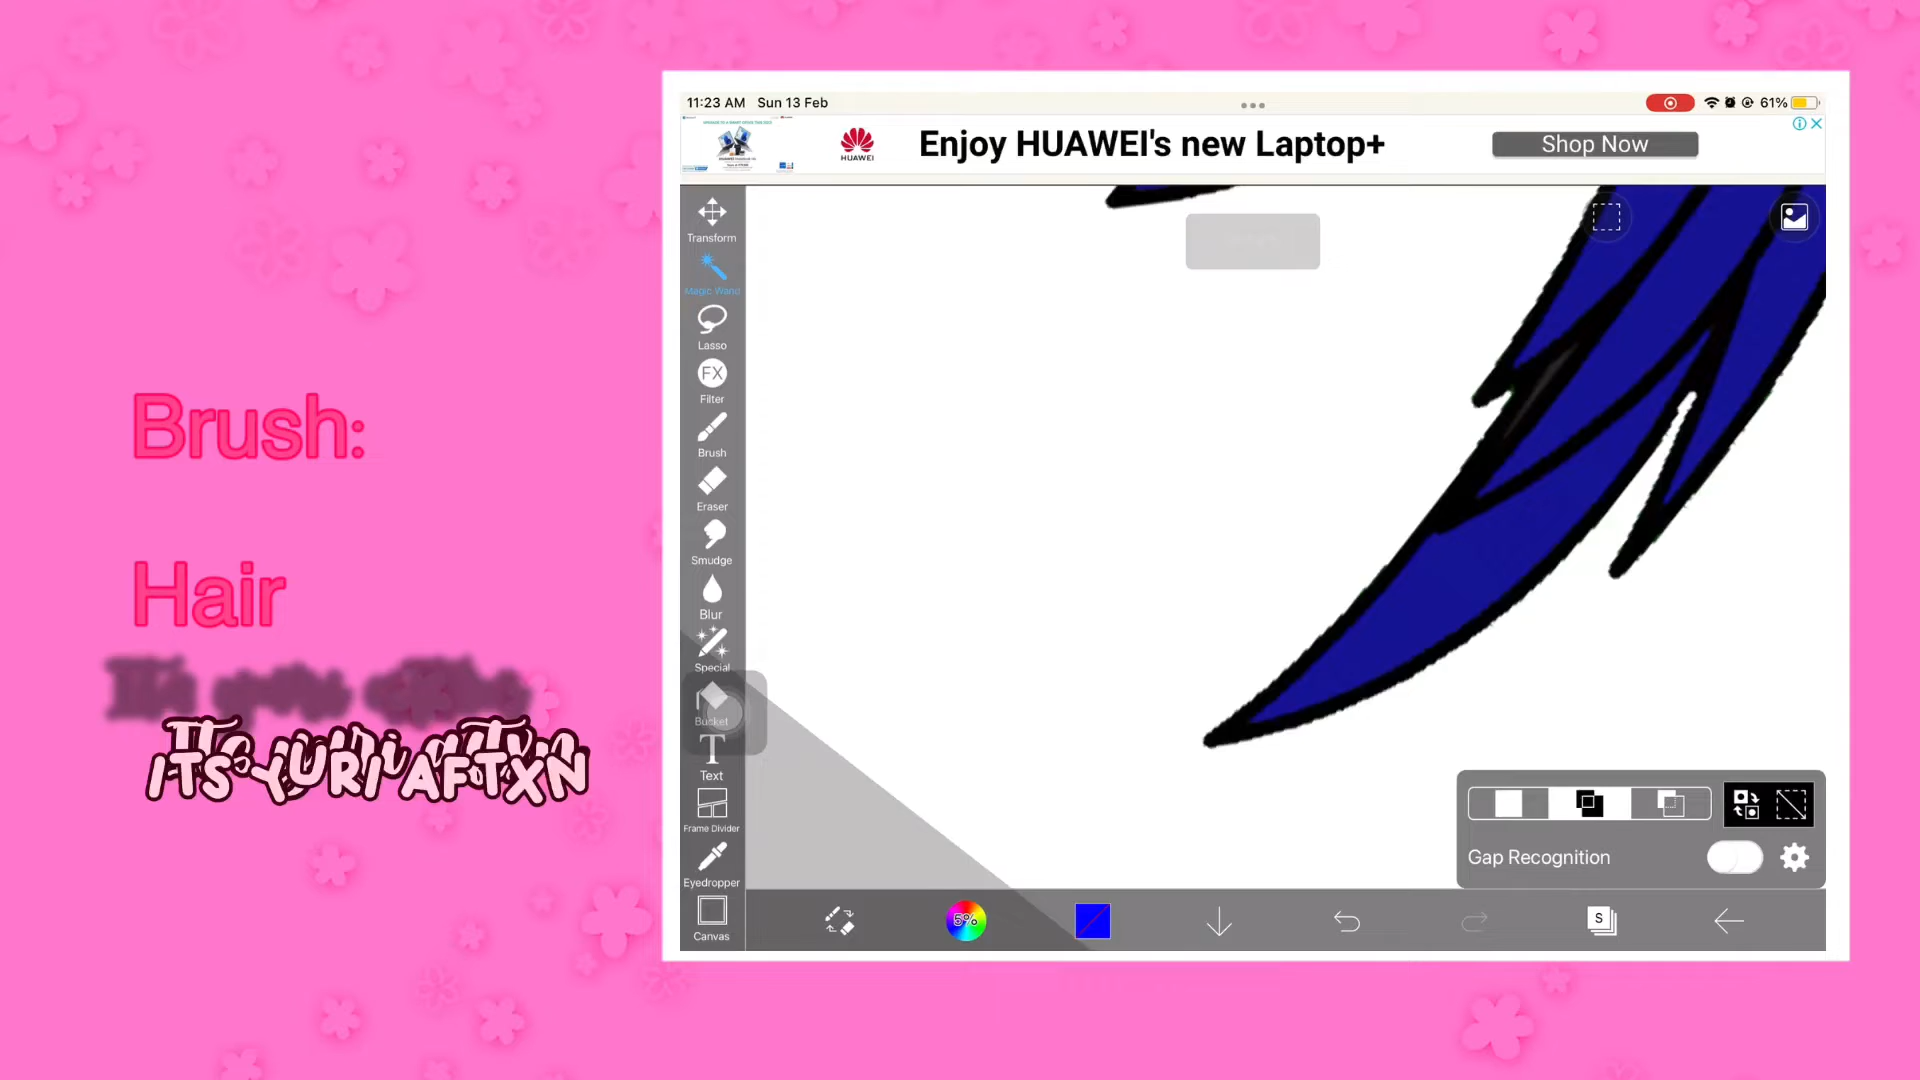 Brush:
Hair
ITS YURI AFTXN
11:23 AM Sun 13 Feb
61%
HUAWEI
Enjoy HUAWEI's new Laptop+
Shop Now
Transform
Magic Wand
Lasso
FX
Filter
Brush
Eraser
Smudge
Blur
Special
Bucket
T
Text
Frame Divider
Eyedropper
Canvas
Gap Recognition
5%
S